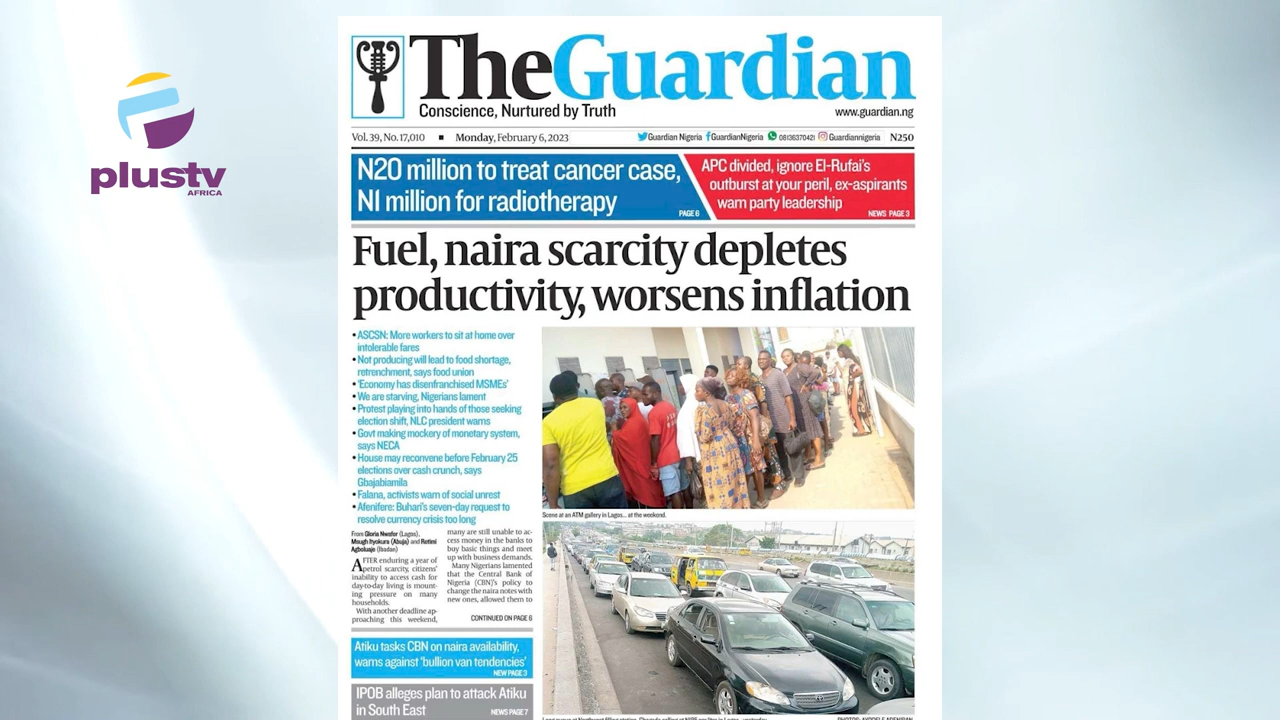 plustv
AFRICA
TheGuardian
Conscience, Nurtured by Truth
www.guardian.ng
Vol. 39, No. 17,010 ■ Monday, February 6, 2023 Guardian Nigeria GuardianNigeria 08136370421 Guardiannigeria N250
N20 million to treat cancer case,
N1 million for radiotherapy
PAGE 6
APC divided, ignore El-Rufai's
outburst at your peril, ex-aspirants
warn party leadership
NEWS PAGE 3
Fuel, naira scarcity depletes
productivity, worsens inflation
• ASCSN: More workers to sit at home over
intolerable fares
• Not producing will lead to food shortage,
retrenchment, says food union
• 'Economy has disenfranchised MSMEs'
• We are starving, Nigerians lament
• Protest playing into hands of those seeking
election shift, NLC president warns
• Govt making mockery of monetary system,
says NECA
• House may reconvene before February 25
elections over cash crunch, says
Gbajabiamila
• Falana, activists warn of social unrest
• Afenifere: Buhari's seven-day request to
resolve currency crisis too long
From Gloria Nwafor (Lagos),
Msugh Ityokura (Abuja) and Rotimi
Agboluaje (Ibadan)
AFTER enduring a year of
petrol scarcity, citizens'
inability to access cash for
day-to-day living is mount-
ing pressure on many
households.
With another deadline ap-
proaching this weekend,
many are still unable to ac-
cess money in the banks to
buy basic things and meet
up with business demands.
Many Nigerians lamented
that the Central Bank of
Nigeria (CBN)'s policy to
change the naira notes with
new ones, allowed them to
CONTINUED ON PAGE 6
Scene at an ATM gallery in Lagos... at the weekend.
Atiku tasks CBN on naira availability,
warns against 'bullion van tendencies'
NEW PAGE 3
IPOB alleges plan to attack Atiku
in South East
NEWS PAGE 7